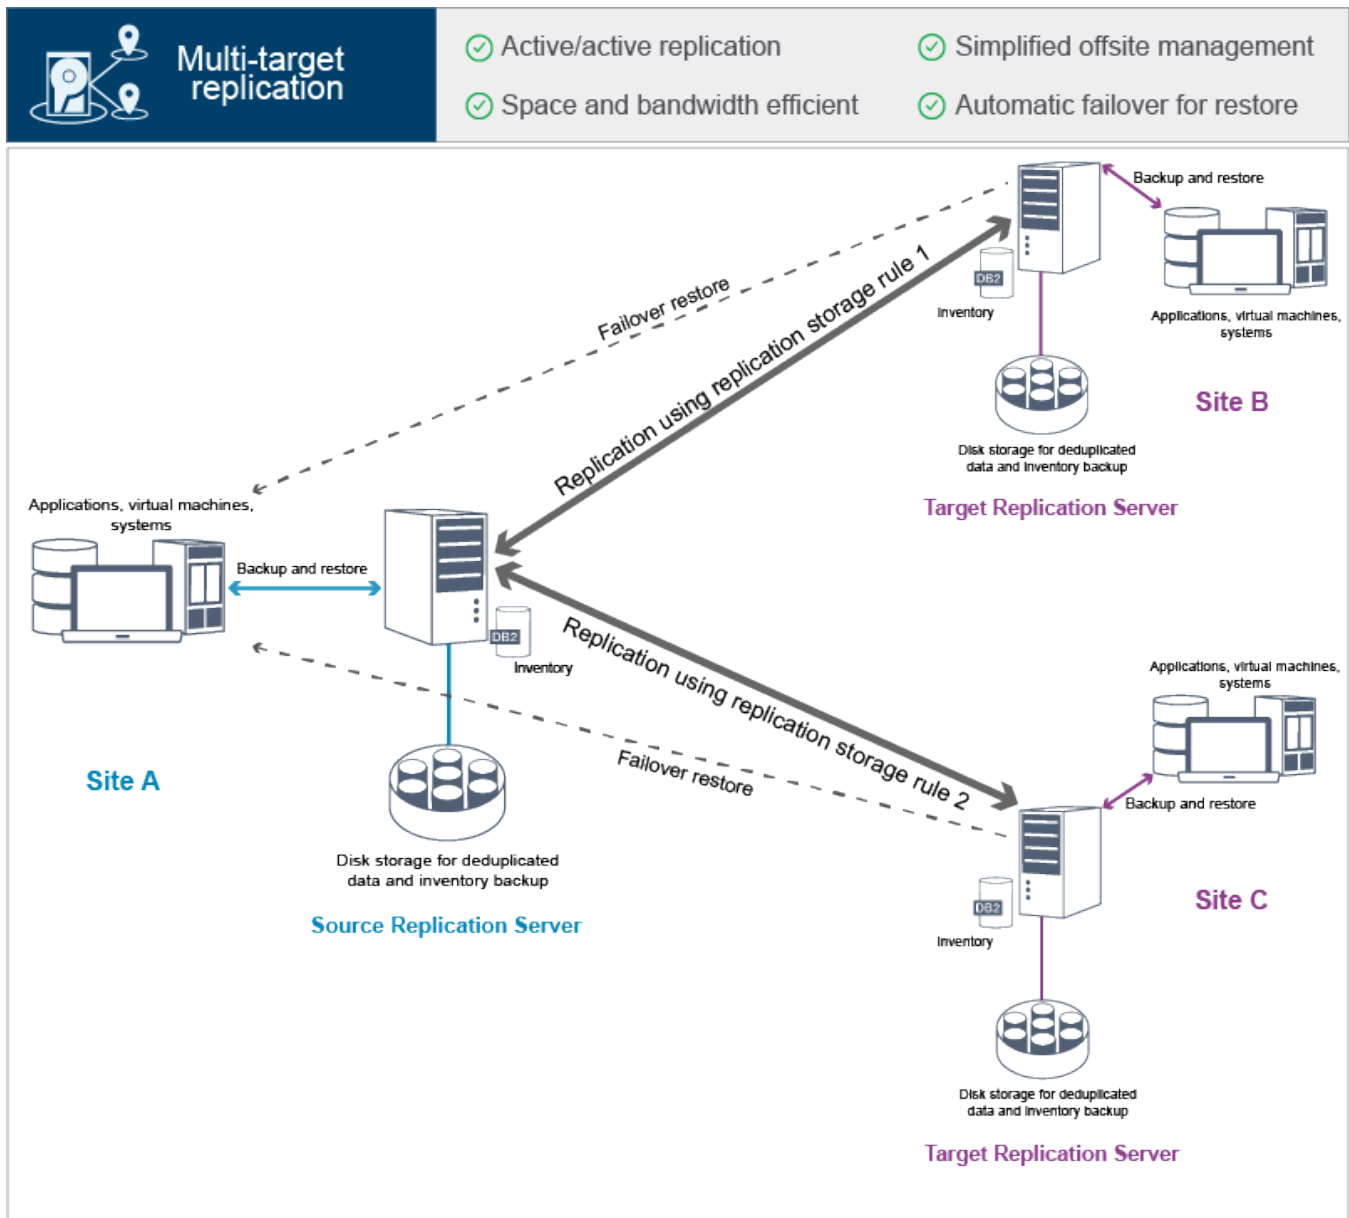 Multi-target
replication
Active/active replication
Simplified offsite management
Space and bandwidth efficient
Automatic failover for restore
Backup and restore
DB2
Inventory
Applications, virtual machines,
systems
Site B
Disk storage for deduplicated
data and inventory backup
Target Replication Server
Failover restore
Replication using replication storage rule 1
Applications, virtual machines,
systems
Backup and restore
DB2
Inventory
Site A
Disk storage for deduplicated
data and inventory backup
Source Replication Server
Replication using replication storage rule 2
Failover restore
Applications, virtual machines,
systems
Backup and restore
DB2
Inventory
Site C
Disk storage for deduplicated
data and inventory backup
Target Replication Server